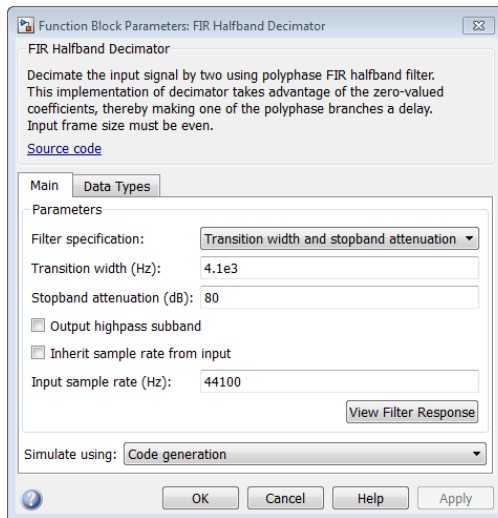 Function Block Parameters: FIR Halfband Decimator
FIR Halfband Decimator
Decimate the input signal by two using polyphase FIR halfband filter.
This implementation of decimator takes advantage of the zero-valued
coefficients, thereby making one of the polyphase branches a delay.
Input frame size must be even.
Source code
Main Data Types
Parameters
Filter specification: Transition width and stopband attenuation
Transition width (Hz): 4.1e3
Stopband attenuation (dB): 80
Output highpass subband
Inherit sample rate from input
Input sample rate (Hz): 44100
View Filter Response
Simulate using: Code generation
? OK Cancel Help Apply